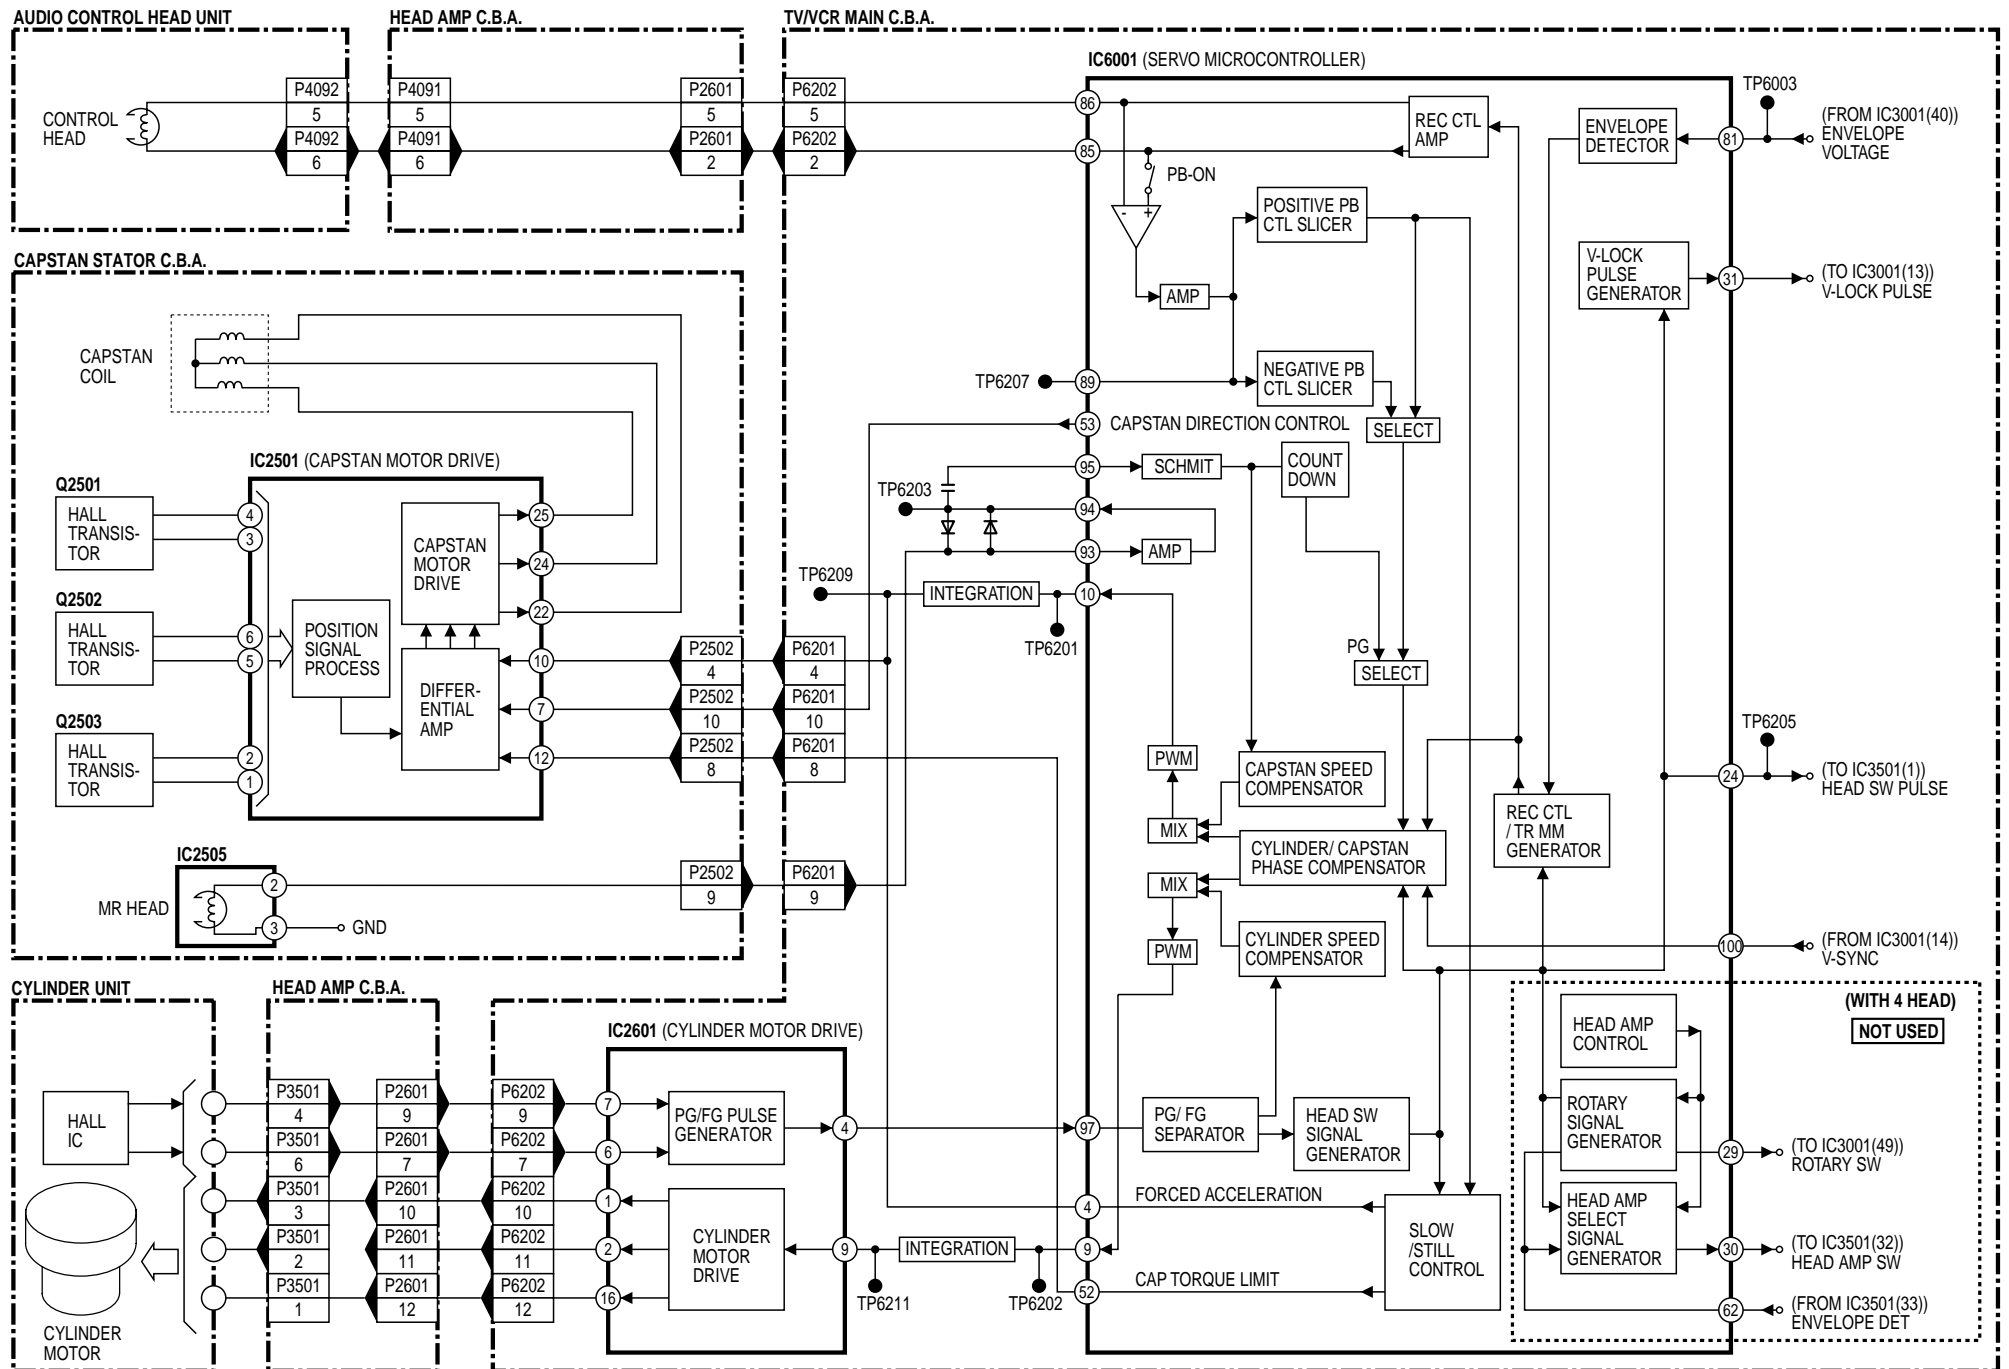 AUDIO CONTROL HEAD UNIT
HEAD AMP C.B.A.
TV/VCR MAIN C.B.A.
CONTROL
HEAD
P4092
5
P4092
6
P4091
5
P4091
6
P2601
5
P2601
2
P6202
5
P6202
2
IC6001 (SERVO MICROCONTROLLER)
86
85
REC CTL
AMP
PB-ON
-
+
POSITIVE PB
CTL SLICER
AMP
NEGATIVE PB
CTL SLICER
TP6207
89
53
CAPSTAN DIRECTION CONTROL
SELECT
ENVELOPE
DETECTOR
81
TP6003
(FROM IC3001(40))
ENVELOPE
VOLTAGE
V-LOCK
PULSE
GENERATOR
31
(TO IC3001(13))
V-LOCK PULSE
CAPSTAN STATOR C.B.A.
CAPSTAN
COIL
IC2501 (CAPSTAN MOTOR DRIVE)
Q2501
HALL
TRANSIS-
TOR
4
3
Q2502
HALL
TRANSIS-
TOR
6
5
Q2503
HALL
TRANSIS-
TOR
2
1
POSITION
SIGNAL
PROCESS
CAPSTAN
MOTOR
DRIVE
DIFFER-
ENTIAL
AMP
25
24
22
10
7
12
P2502
4
P2502
10
P2502
8
P6201
4
P6201
10
P6201
8
IC2505
MR HEAD
2
3
GND
P2502
9
P6201
9
95
SCHMIT
COUNT
DOWN
TP6203
94
93
AMP
TP6209
INTEGRATION
10
TP6201
PG
SELECT
PWM
CAPSTAN SPEED
COMPENSATOR
MIX
CYLINDER/ CAPSTAN
PHASE COMPENSATOR
MIX
PWM
CYLINDER SPEED
COMPENSATOR
REC CTL
/ TR MM
GENERATOR
TP6205
24
(TO IC3501(1))
HEAD SW PULSE
100
(FROM IC3001(14))
V-SYNC
CYLINDER UNIT
HEAD AMP C.B.A.
HALL
IC
CYLINDER
MOTOR
P3501
4
P3501
6
P3501
3
P3501
2
P3501
1
P2601
9
P2601
7
P2601
10
P2601
11
P2601
12
P6202
9
P6202
7
P6202
10
P6202
11
P6202
12
IC2601 (CYLINDER MOTOR DRIVE)
7
6
1
2
16
PG/FG PULSE
GENERATOR
CYLINDER
MOTOR
DRIVE
4
9
TP6211
INTEGRATION
TP6202
97
PG/ FG
SEPARATOR
HEAD SW
SIGNAL
GENERATOR
4
FORCED ACCELERATION
9
52
CAP TORQUE LIMIT
SLOW
/STILL
CONTROL
(WITH 4 HEAD)
NOT USED
HEAD AMP
CONTROL
ROTARY
SIGNAL
GENERATOR
HEAD AMP
SELECT
SIGNAL
GENERATOR
29
(TO IC3001(49))
ROTARY SW
30
(TO IC3501(32))
HEAD AMP SW
62
(FROM IC3501(33))
ENVELOPE DET